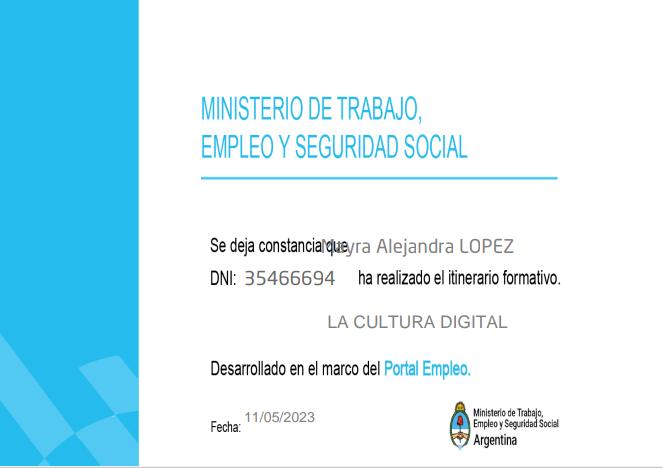 MINISTERIO DE TRABAJO,
EMPLEO Y SEGURIDAD SOCIAL
Se deja constancia que Mayra Alejandra LOPEZ
DNI: 35466694 ha realizado el itinerario formativo.
LA CULTURA DIGITAL
Desarrollado en el marco del Portal Empleo.
Fecha: 11/05/2023
Ministerio de Trabajo,
Empleo y Seguridad Social
Argentina